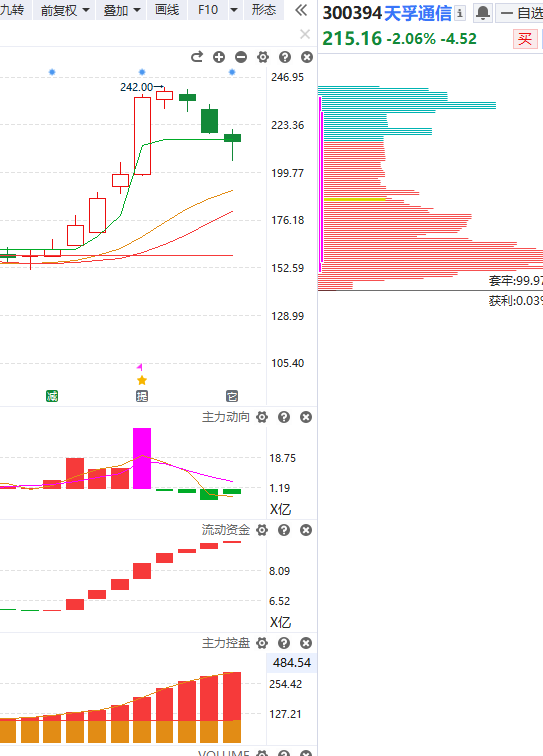 九转 前复权 叠加 画线 F10 形态
300394 天孚通信 自选
215.16 -2.06% -4.52 买
246.95
242.00
223.36
199.77
176.18
152.59
套牢:99.97
获利:0.03%
128.99
105.40
减 提 它
主力动向
18.75
1.19
X亿
流动资金
8.09
6.52
X亿
主力控盘
484.54
254.42
127.21
VOLUME